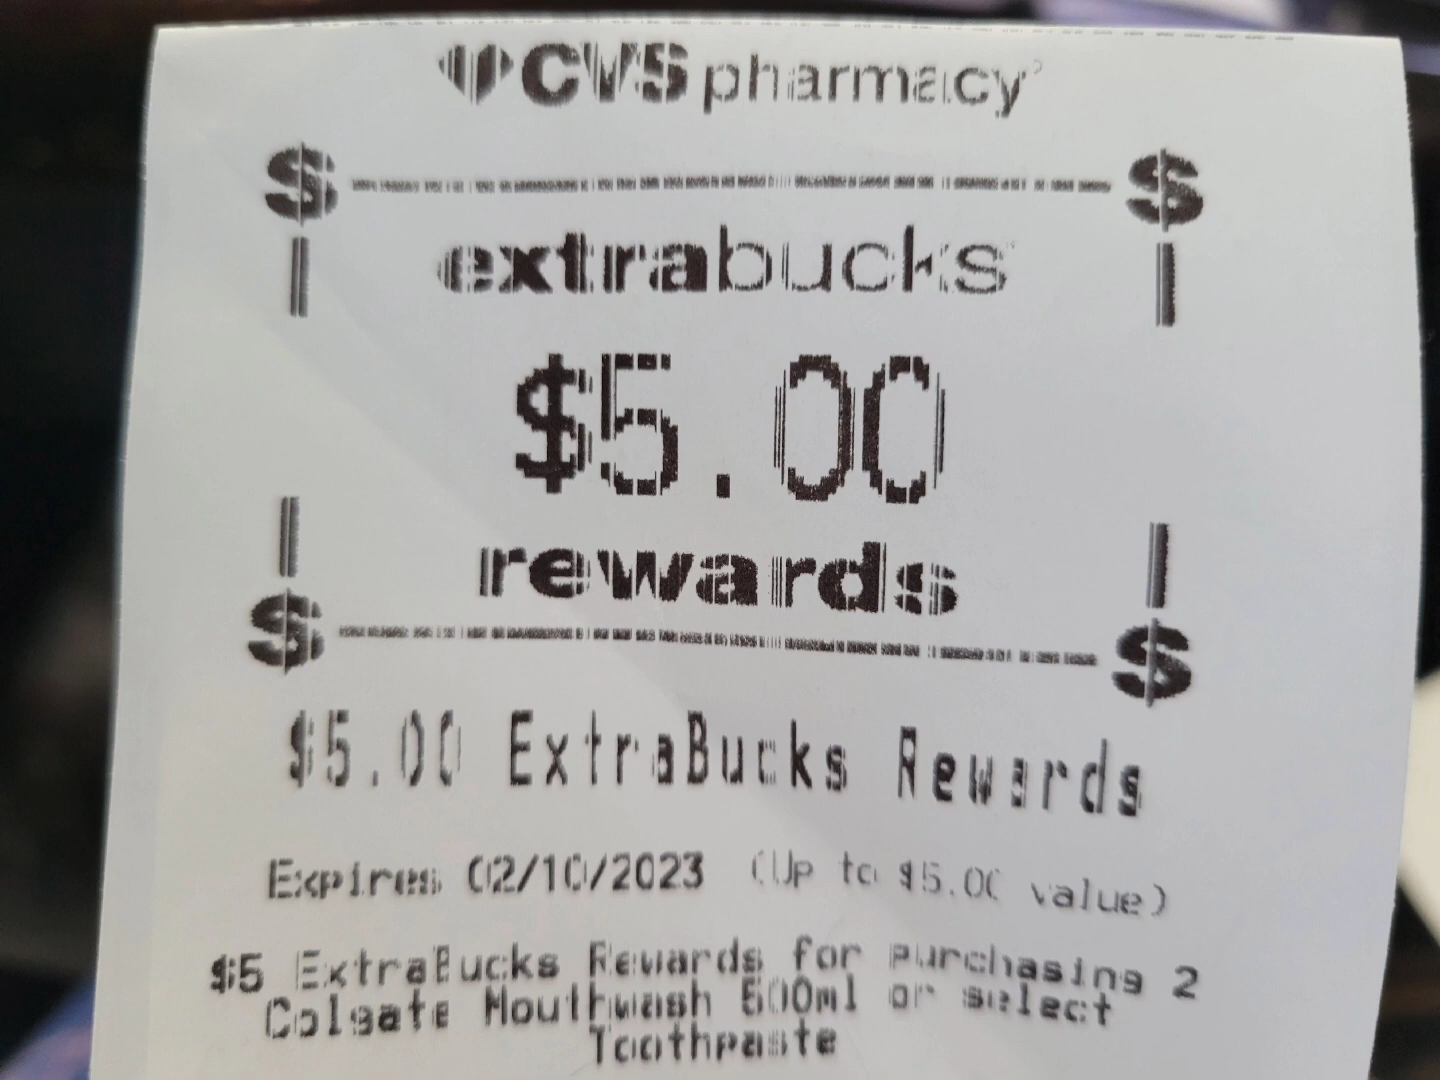 CVS pharmacy
$ $
extrabucks
$5.00
rewards
$ $
$5.00 ExtraBucks Rewards
Expires 02/10/2023 (Up to $5.00 value)
$5 ExtraBucks Rewards for purchasing 2
Colgate Mouthwash 500ml or select
Toothpaste